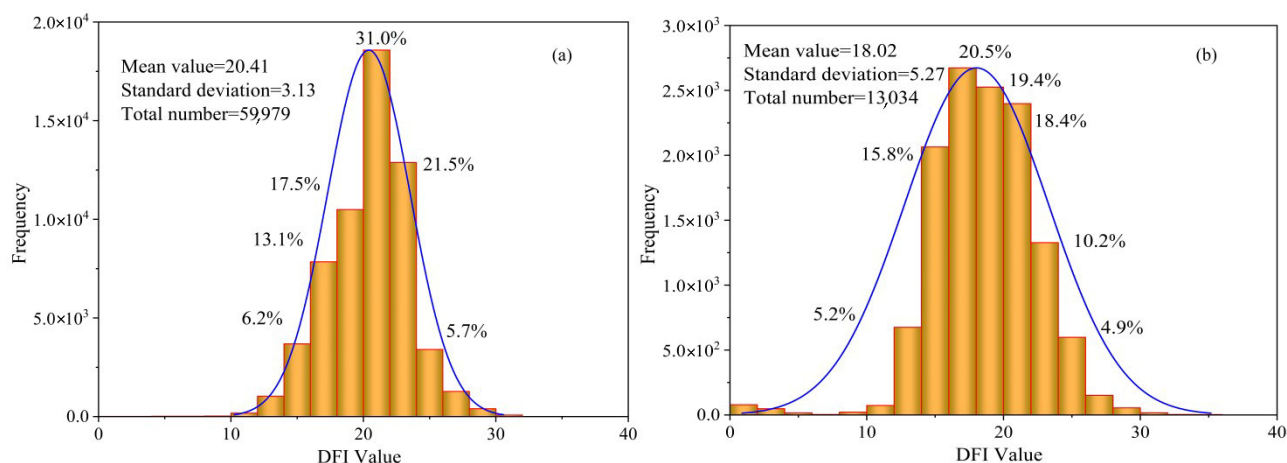 2.0×10⁴
1.5×10⁴
1.0×10⁴
5.0×10³
0.0
Frequency
Mean value=20.41
Standard deviation=3.13
Total number=59,979
31.0%
(a)
21.5%
17.5%
13.1%
6.2%
5.7%
0
10
20
30
40
DFI Value
3.0×10³
2.5×10³
2.0×10³
1.5×10³
1.0×10³
5.0×10²
0.0
Frequency
Mean value=18.02
Standard deviation=5.27
Total number=13,034
20.5%
(b)
19.4%
18.4%
15.8%
10.2%
5.2%
4.9%
0
10
20
30
40
DFI Value